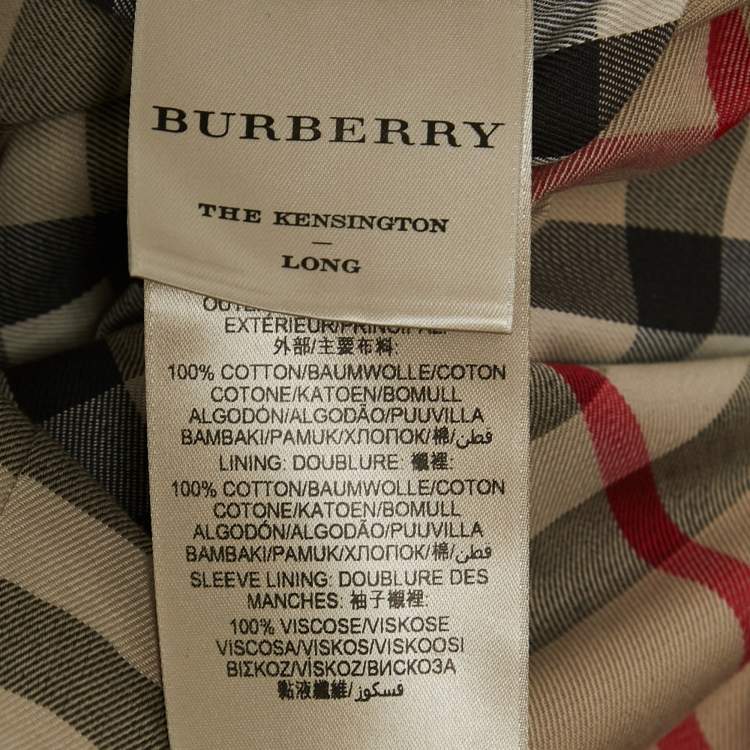 BURBERRY
THE KENSINGTON
—
LONG
EXTÉRIEUR/PRINCIPAL:
外部/主要布料:
100% COTTON/BAUMWOLLE/COTON
COTONE/KATOEN/BOMULL
ALGODÓN/ALGODÃO/PUUVILLA
BAMBAKI/PAMUK/ХЛОПОК/棉/قطن
LINING: DOUBLURE: 襯裡:
100% COTTON/BAUMWOLLE/COTON
COTONE/KATOEN/BOMULL
ALGODÓN/ALGODÃO/PUUVILLA
BAMBAKI/PAMUK/ХЛОПОК/棉/قطن
SLEEVE LINING: DOUBLURE DES
MANCHES: 袖子襯裡:
100% VISCOSE/VISKOSE
VISCOSA/VISKOS/VISKOOSI
ΒΙΣΚΟΖ/VİSKOZ/ВИСКОЗА
黏液纖維/فسكوز